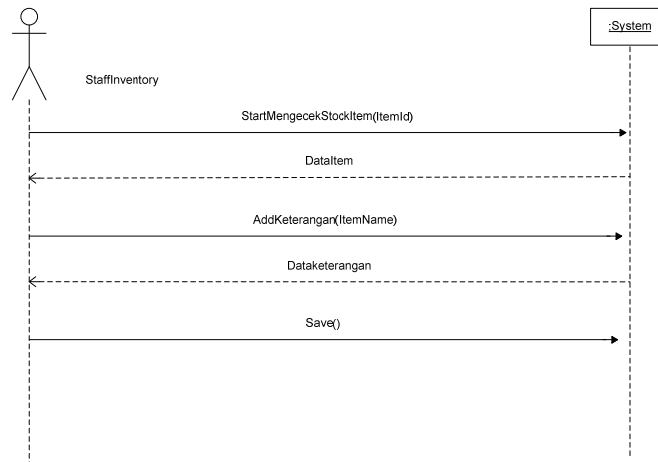 :System
StaffInventory
StartMengecekStockItem(ItemId)
DataItem
AddKeterangan(ItemName)
Dataketerangan
Save()